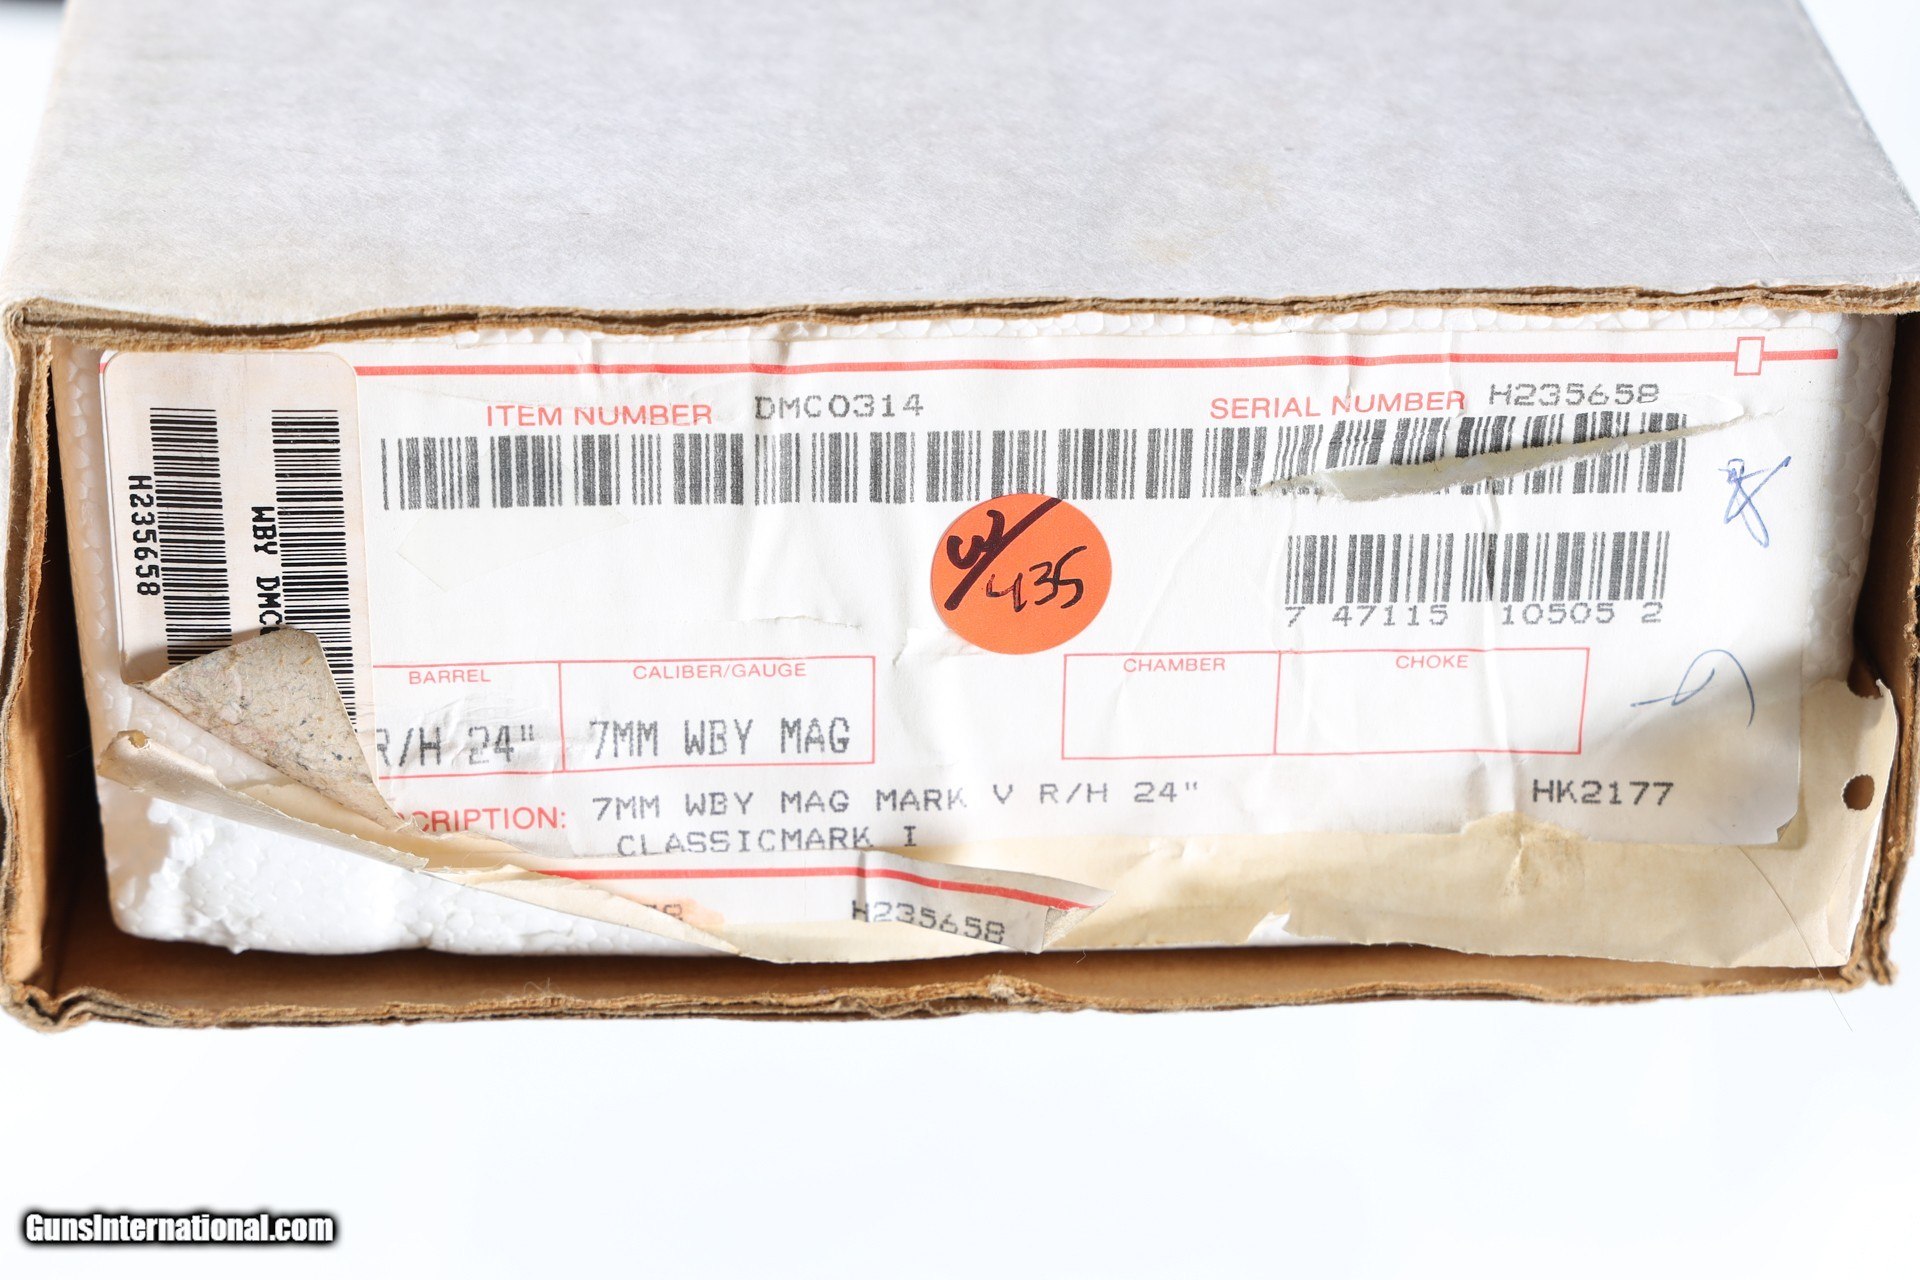 ITEM NUMBER DMC0314
SERIAL NUMBER H235658
H235658
WBY
W/435
7 47115 10505 2
BARREL
CALIBER/GAUGE
CHAMBER
CHOKE
R/H 24"
7MM WBY MAG
CRIPTION: 7MM WBY MAG MARK V R/H 24"
HK2177
CLASSICMARK I
H235658
GunsInternational.com